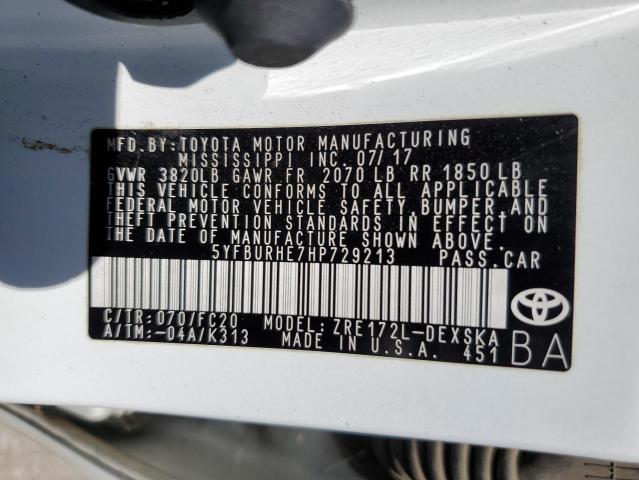 MFD.BY:TOYOTA MOTOR MANUFACTURING
MISSISSIPPI INC. 07/17
GVWR 3820LB GAWR FR 2070 LB RR 1850 LB
THIS VEHICLE CONFORMS TO ALL APPLICABLE
FEDERAL MOTOR VEHICLE SAFETY, BUMPER, AND
THEFT PREVENTION STANDARDS IN EFFECT ON
THE DATE OF MANUFACTURE SHOWN ABOVE.
5YFBURHE7HP729213 PASS.CAR
C/TR:070/FC20 MODEL:ZRE172L-DEXSKA
A/TM:-04A/K313 MADE IN U.S.A. 451
BA